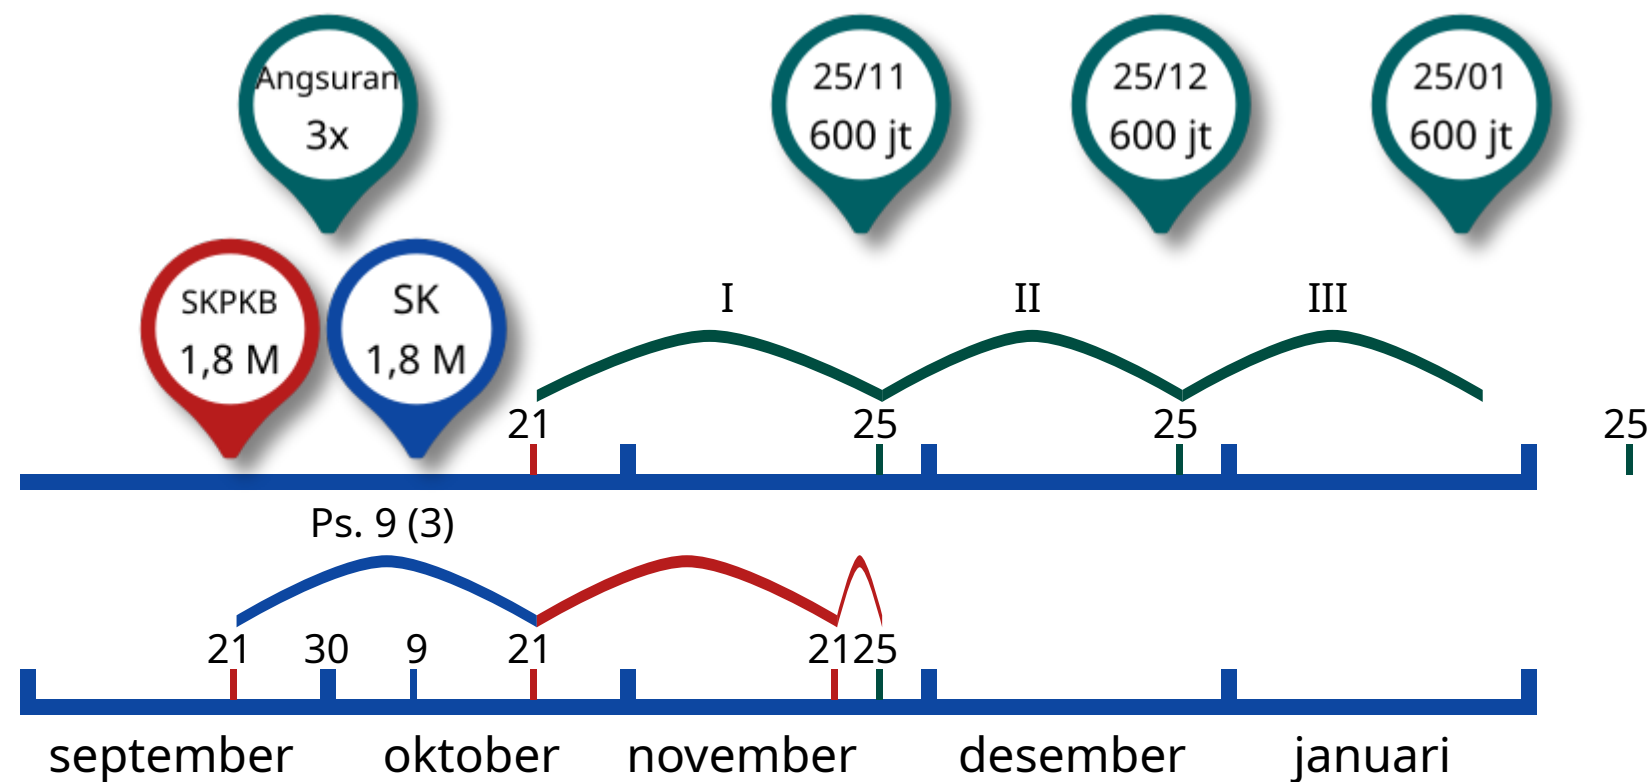 Angsuran
3x
25/11
600 jt
25/12
600 jt
25/01
600 jt
SKPKB
1,8 M
SK
1,8 M
I
II
III
21
25
25
25
Ps. 9 (3)
21
30
9
21
21
25
september
oktober
november
desember
januari